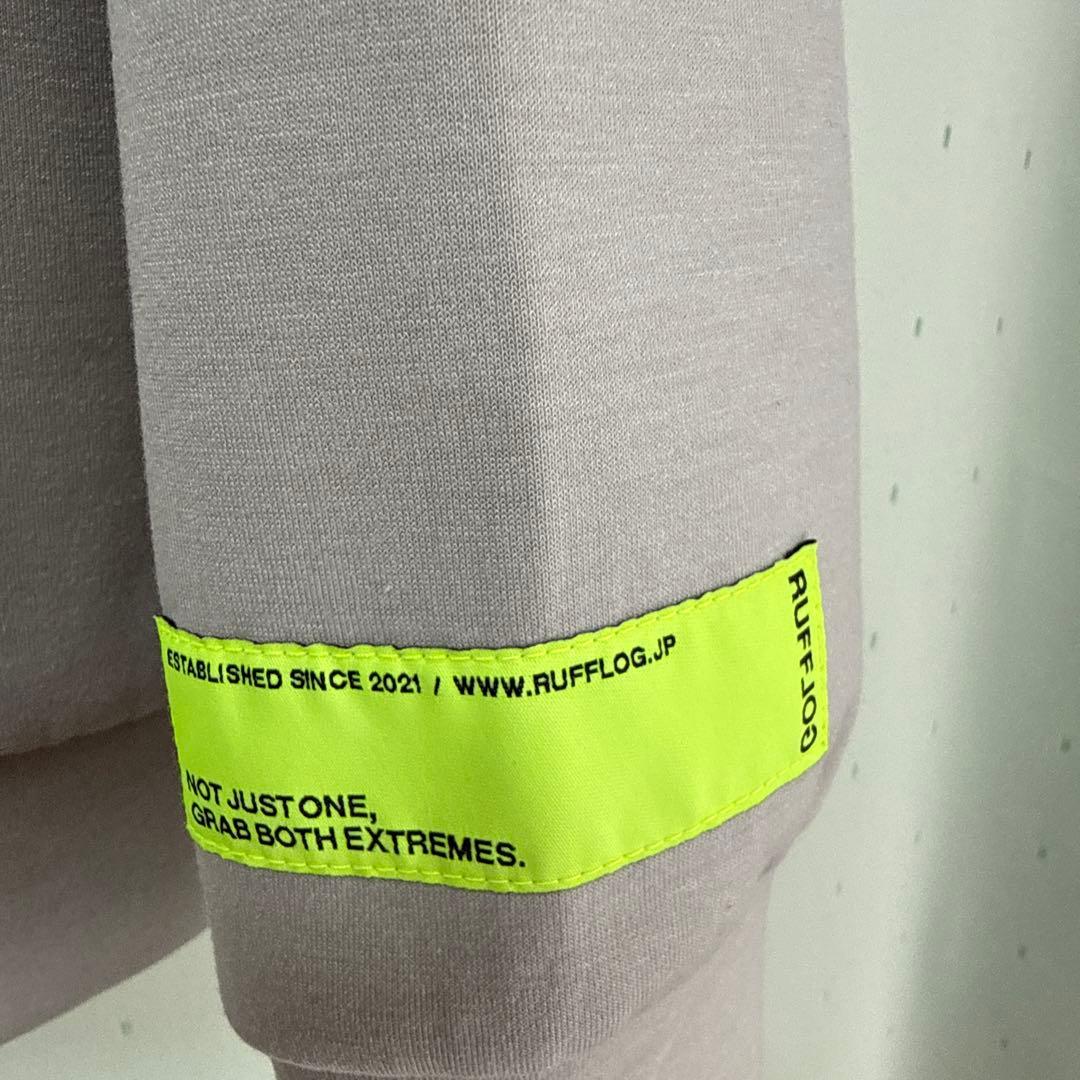 ESTABLISHED SINCE 2021 / WWW.RUFFLOG.JP
RUFFLOG
NOT JUST ONE,
GRAB BOTH EXTREMES.